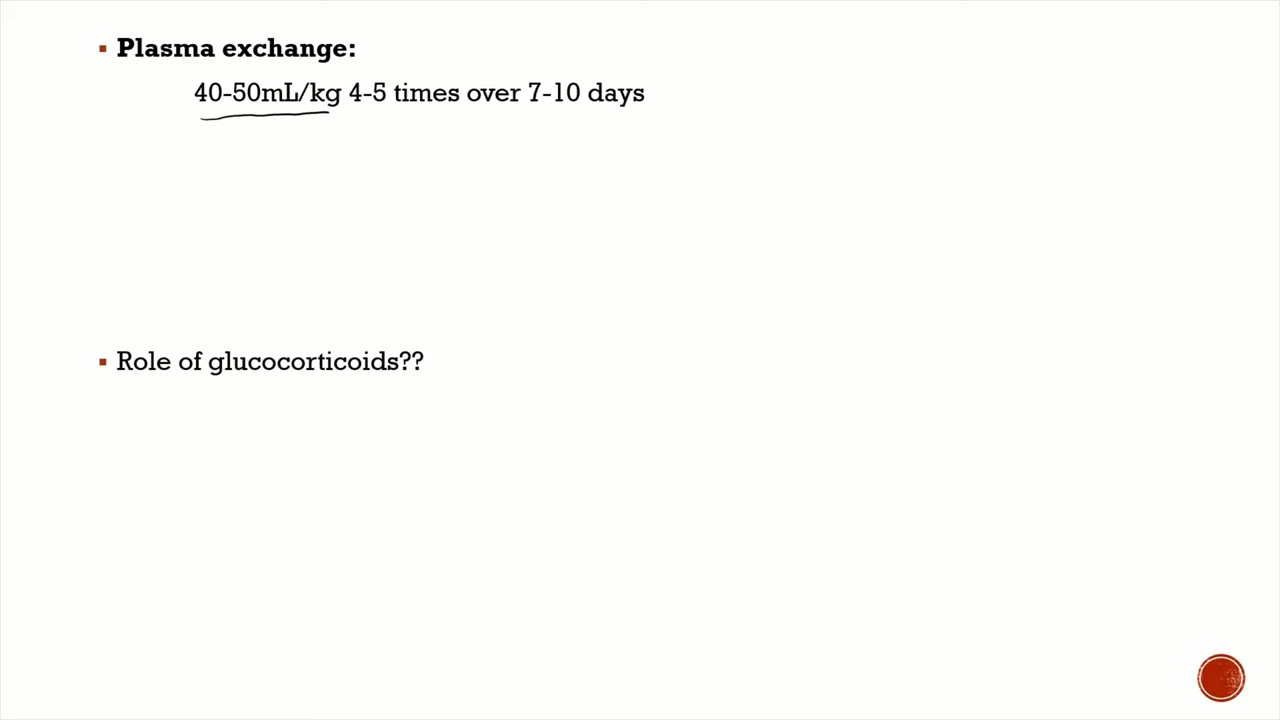 Plasma exchange:
40-50mL/kg 4-5 times over 7-10 days
Role of glucocorticoids??